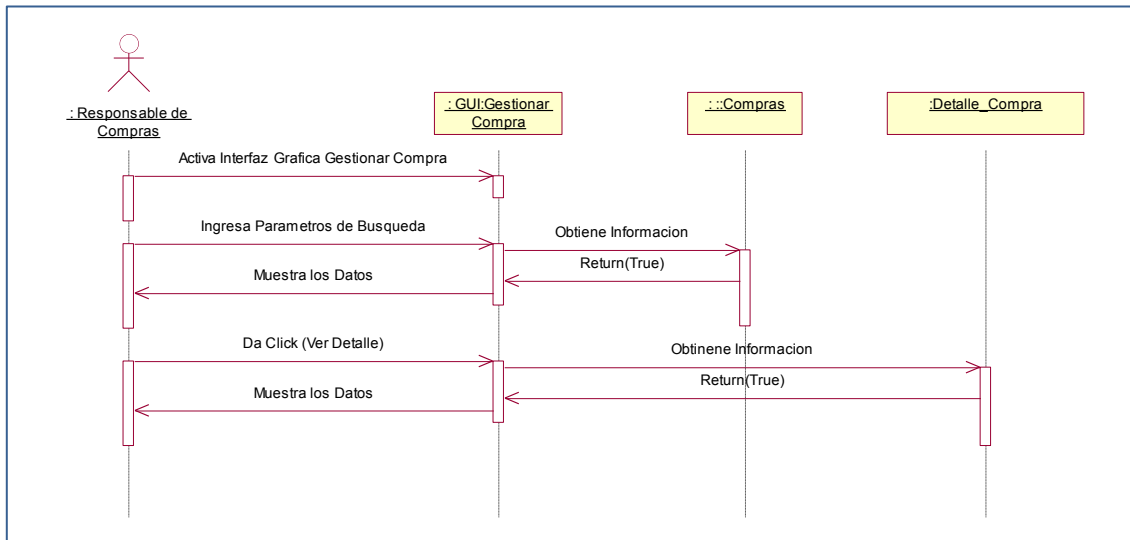 : Responsable de
Compras
: GUI:Gestionar
Compra
: ::Compras
:Detalle_Compra
Activa Interfaz Grafica Gestionar Compra
Ingresa Parametros de Busqueda
Obtiene Informacion
Return(True)
Muestra los Datos
Da Click (Ver Detalle)
Obtinene Informacion
Return(True)
Muestra los Datos